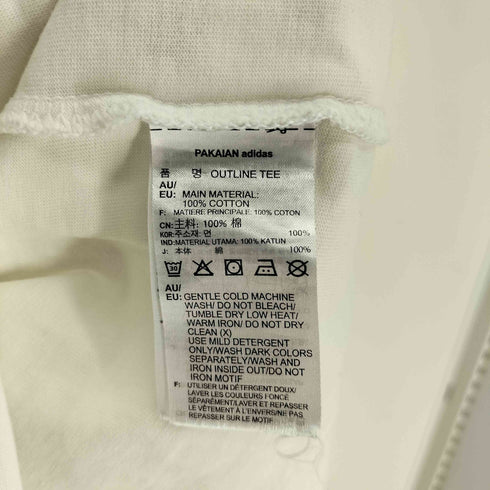 PAKAIAN adidas
품 명 OUTLINE TEE
AU/
EU: MAIN MATERIAL:
100% COTTON
F: MATIERE PRINCIPALE: 100% COTON
CN: 主料: 100% 棉
KOR: 주소재: 면 100%
IND: MATERIAL UTAMA: 100% KATUN
J: 本体 綿 100%
30
AU/
EU: GENTLE COLD MACHINE
WASH/ DO NOT BLEACH/
TUMBLE DRY LOW HEAT/
WARM IRON/ DO NOT DRY
CLEAN (X)
USE MILD DETERGENT
ONLY/WASH DARK COLORS
SEPARATELY/WASH AND
IRON INSIDE OUT/DO NOT
IRON MOTIF
F: UTILISER UN DÉTERGENT DOUX/
LAVER LES COULEURS FONCÉ
SÉPARÉMENT/LAVER ET REPASSER
LE VÊTEMENT À L'ENVERS/NE PAS
REPASSER SUR LE MOTIF